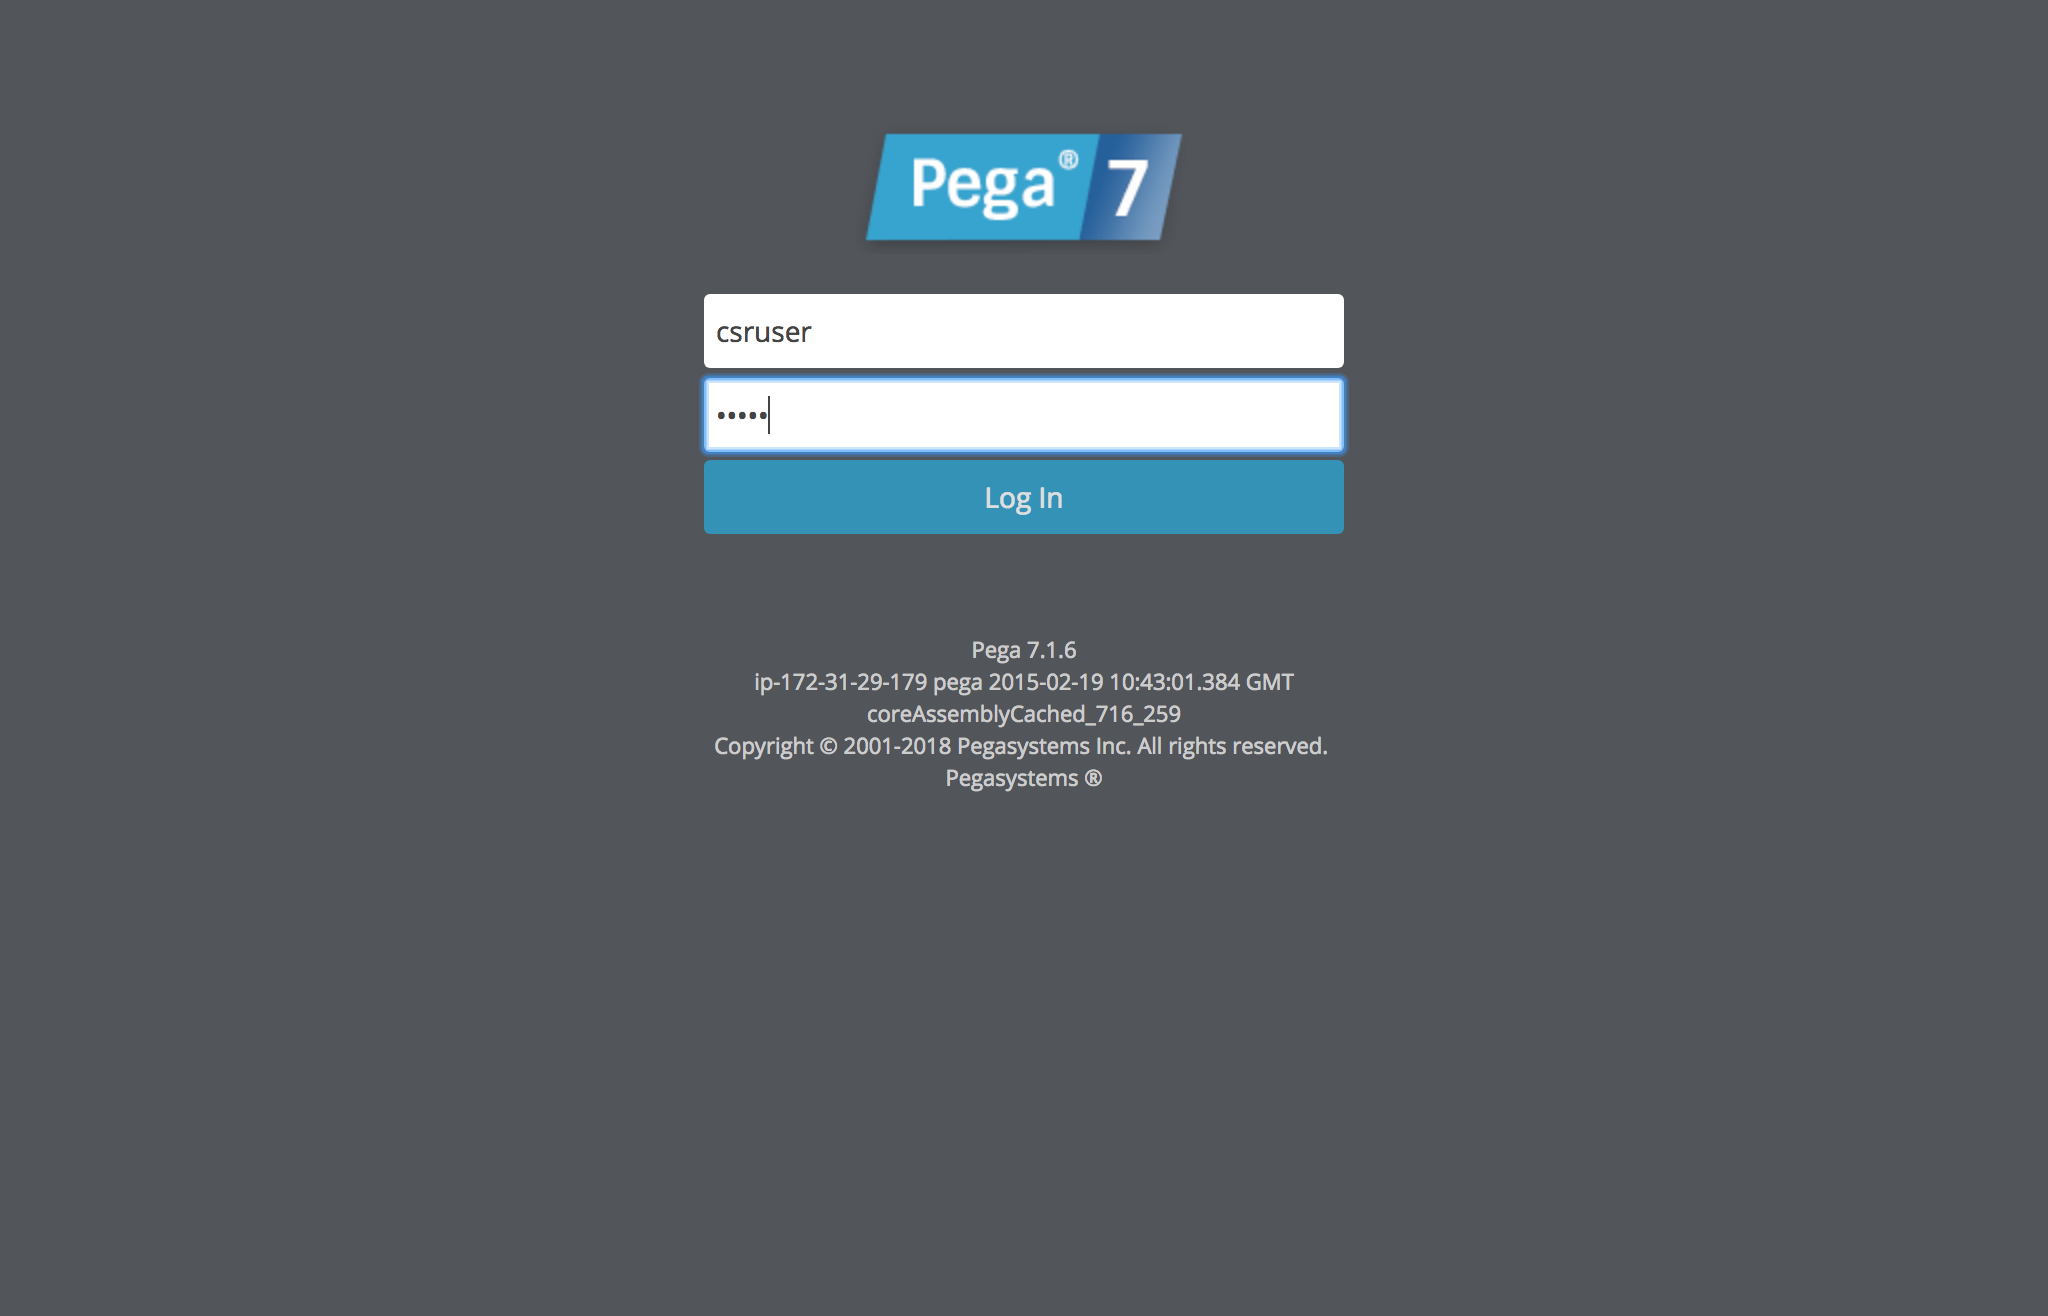 Pega® 7
csruser
•••••
Log In
Pega 7.1.6
ip-172-31-29-179 pega 2015-02-19 10:43:01.384 GMT
coreAssemblyCached_716_259
Copyright © 2001-2018 Pegasystems Inc. All rights reserved.
Pegasystems ®